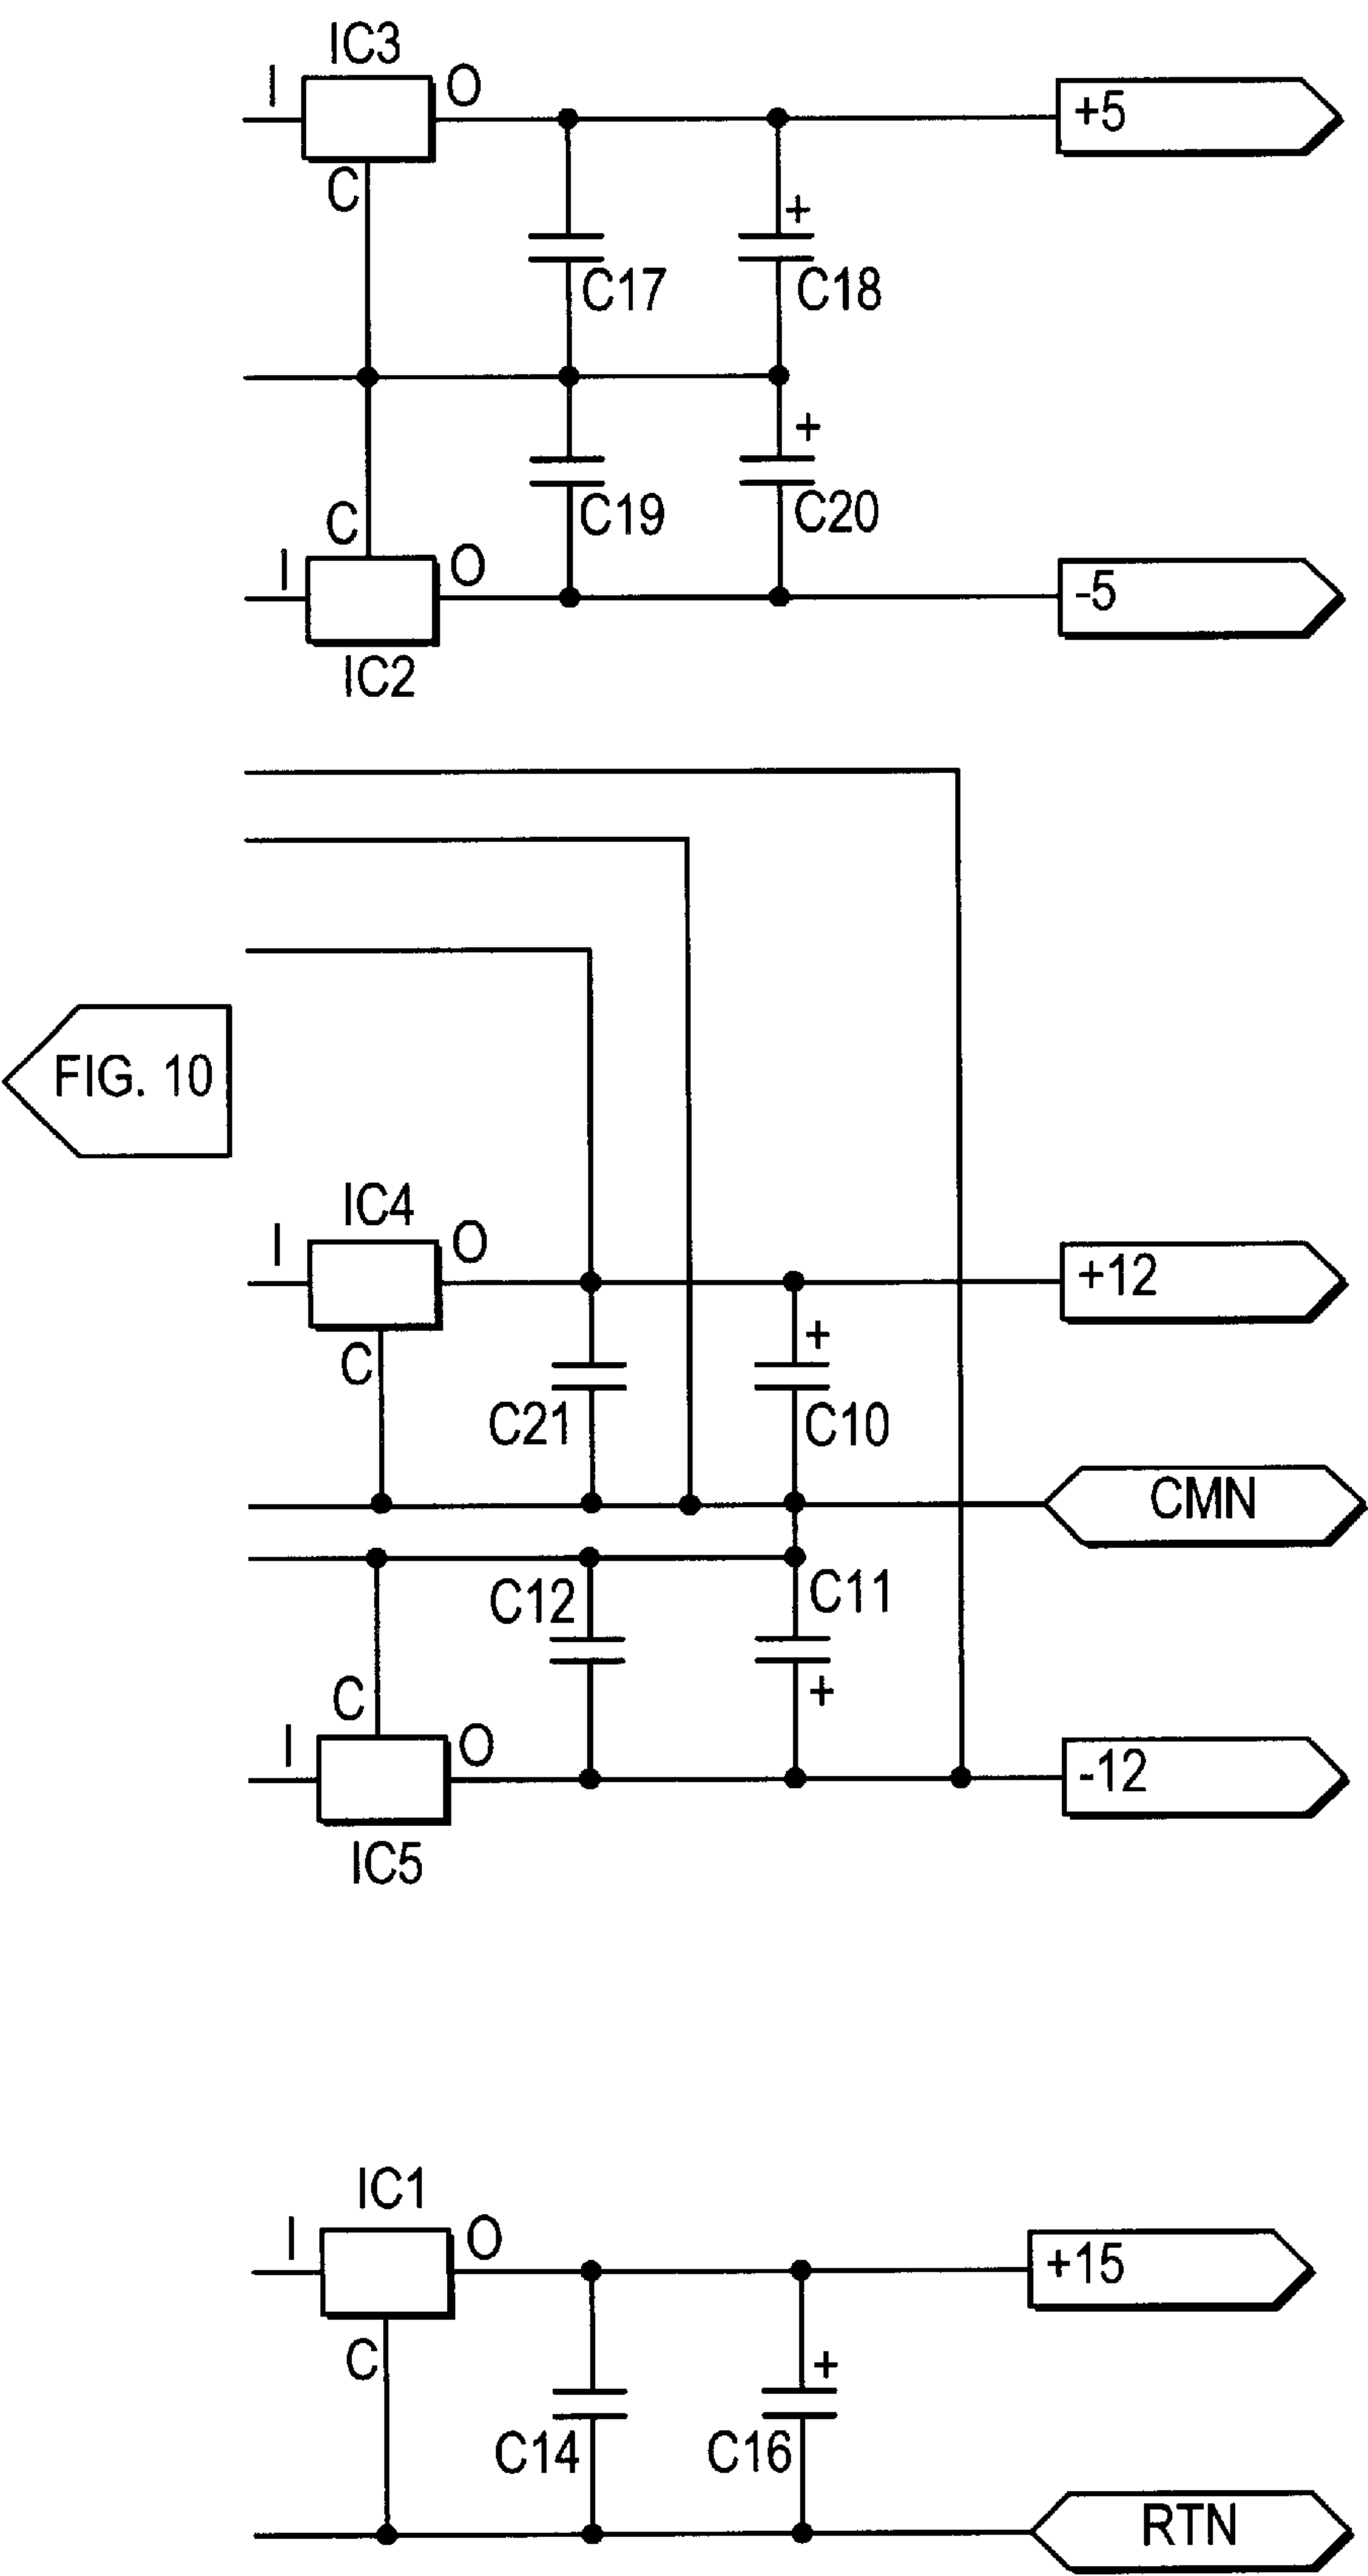 IC3
I
O
+5
C
+
C17
C18
+
C
C19
C20
I
O
-5
IC2
FIG. 10
IC4
I
O
+12
+
C
C21
C10
CMN
C12
C11
C
+
I
O
-12
IC5
IC1
I
O
+15
C
+
C14
C16
RTN